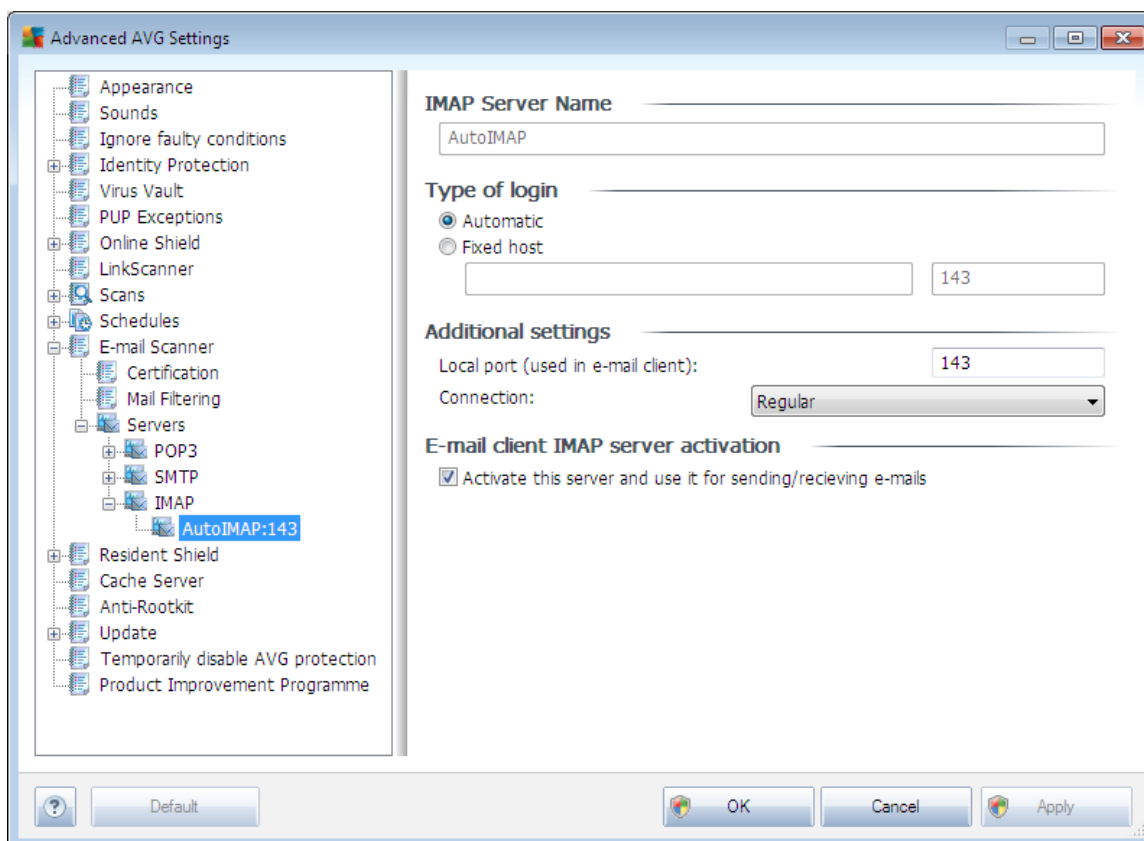 Advanced AVG Settings
Appearance
Sounds
Ignore faulty conditions
Identity Protection
Virus Vault
PUP Exceptions
Online Shield
LinkScanner
Scans
Schedules
E-mail Scanner
Certification
Mail Filtering
Servers
POP3
SMTP
IMAP
AutoIMAP:143
Resident Shield
Cache Server
Anti-Rootkit
Update
Temporarily disable AVG protection
Product Improvement Programme
IMAP Server Name
AutoIMAP
Type of login
Automatic
Fixed host
143
Additional settings
Local port (used in e-mail client): 143
Connection: Regular
E-mail client IMAP server activation
Activate this server and use it for sending/recieving e-mails
? Default OK Cancel Apply